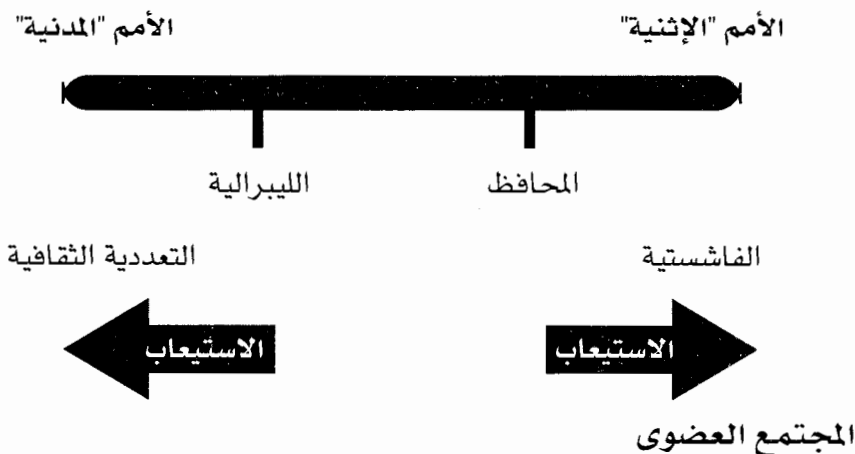 الأمم "الإثنية"
الأمم "المدنية"
المحافظ
الليبرالية
الفاشستية
التعددية الثقافية
الاستيعاب
الاستيعاب
المجتمع العضوى